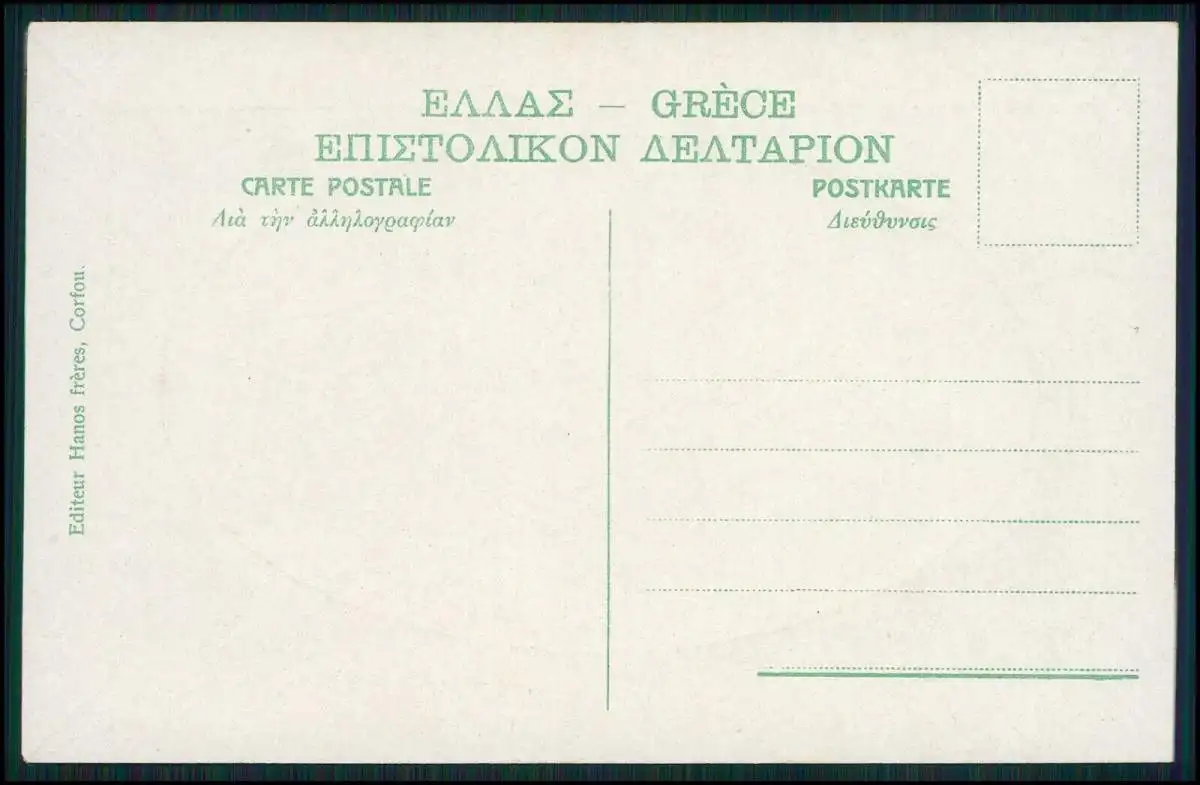 ΕΛΛΑΣ – GRÈCE
ΕΠΙΣΤΟΛΙΚΟΝ ΔΕΛΤΑΡΙΟΝ
CARTE POSTALE
POSTKARTE
Διὰ τὴν ἀλληλογραφίαν
Διεύθυνσις
Editeur Hanos frères, Corfou.